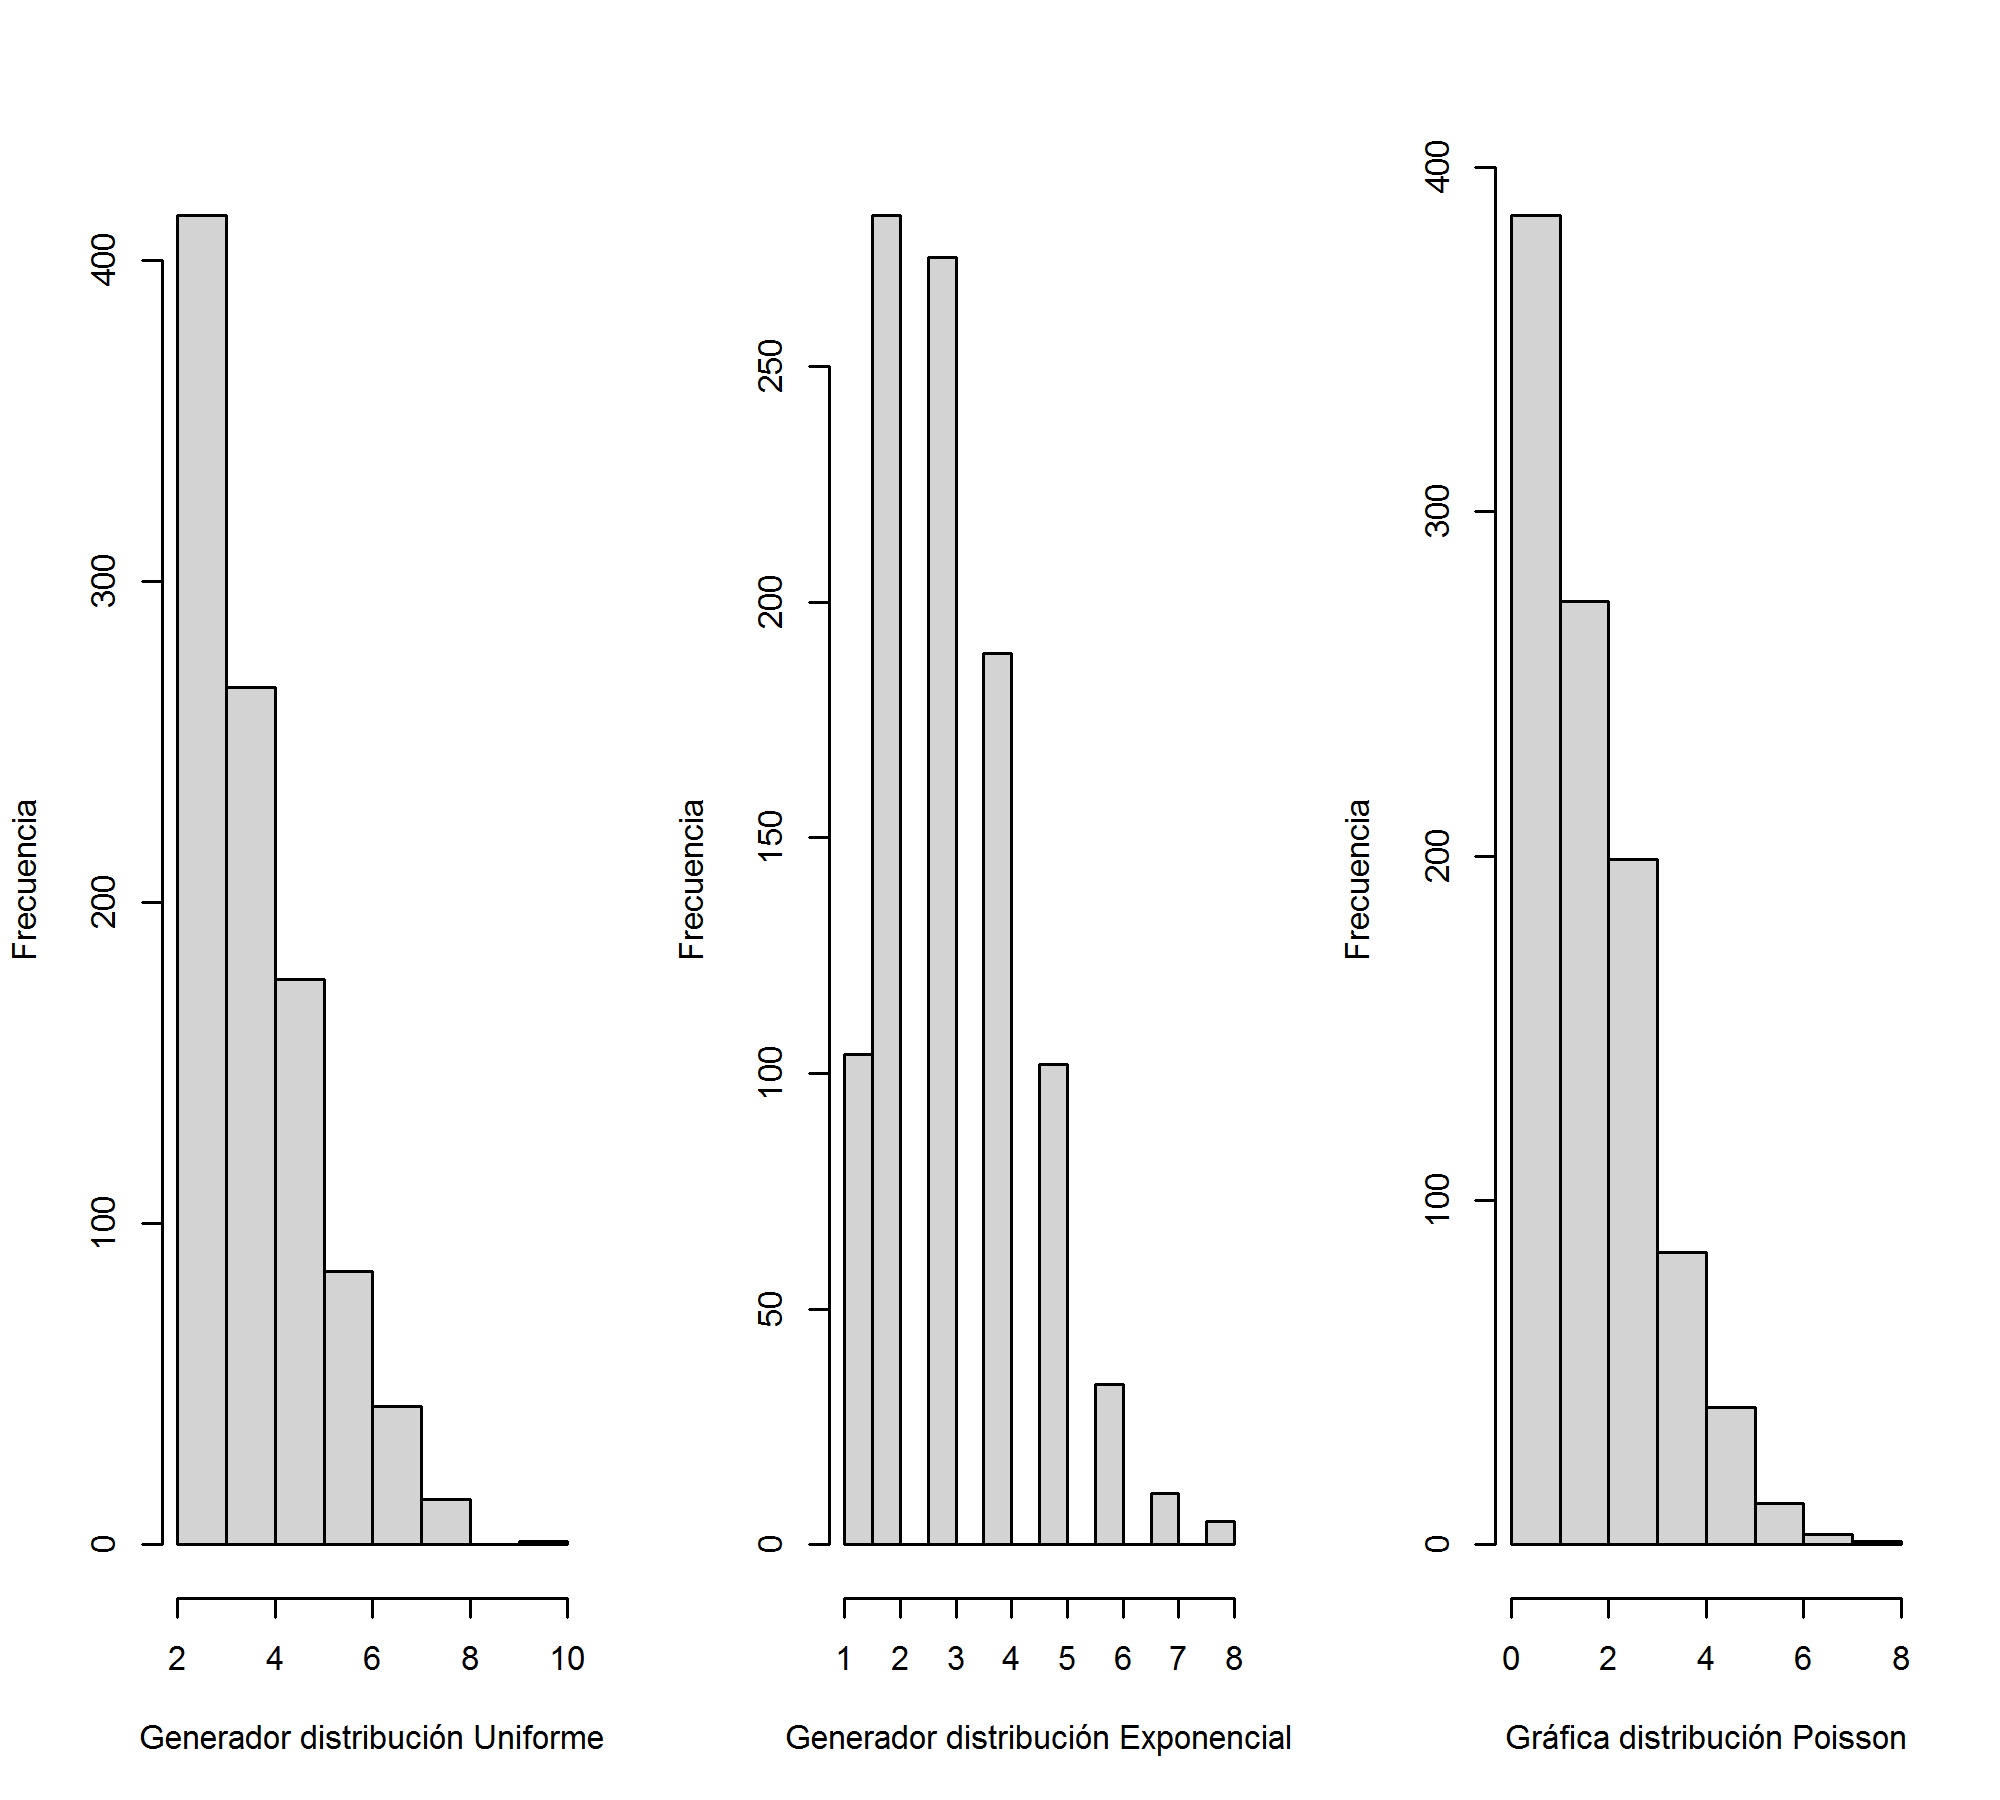 Frecuencia
0 100 200 300 400
2 4 6 8 10
Generador distribución Uniforme
Frecuencia
0 50 100 150 200 250
1 2 3 4 5 6 7 8
Generador distribución Exponencial
Frecuencia
0 100 200 300 400
0 2 4 6 8
Gráfica distribución Poisson